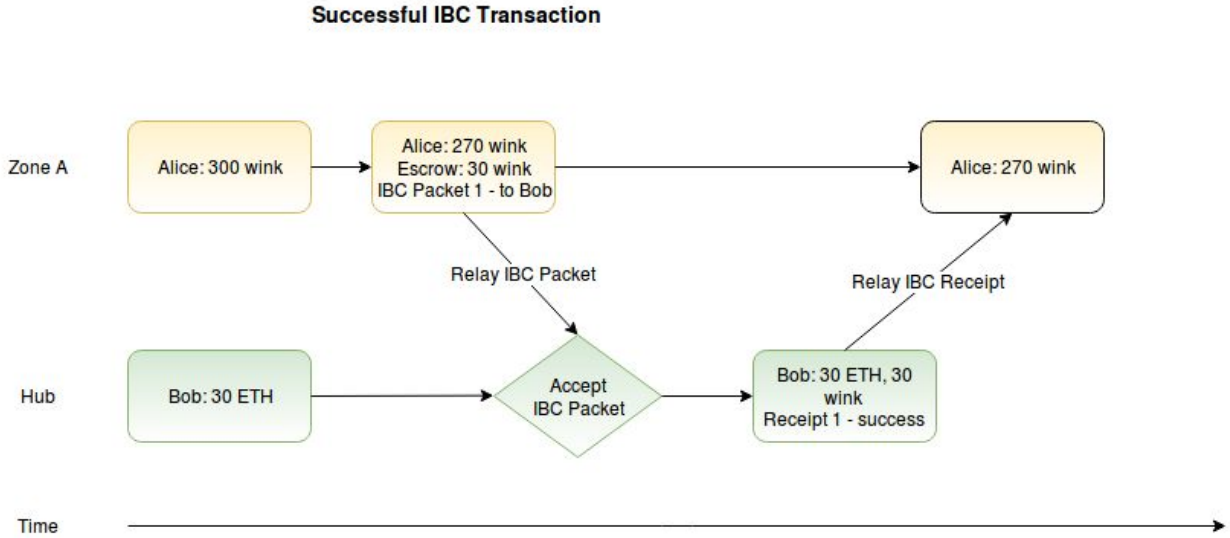 Successful IBC Transaction
Zone A
Alice: 300 wink
Alice: 270 wink
Escrow: 30 wink
IBC Packet 1 - to Bob
Alice: 270 wink
Relay IBC Packet
Relay IBC Receipt
Hub
Bob: 30 ETH
Accept
IBC Packet
Bob: 30 ETH, 30
wink
Receipt 1 - success
Time